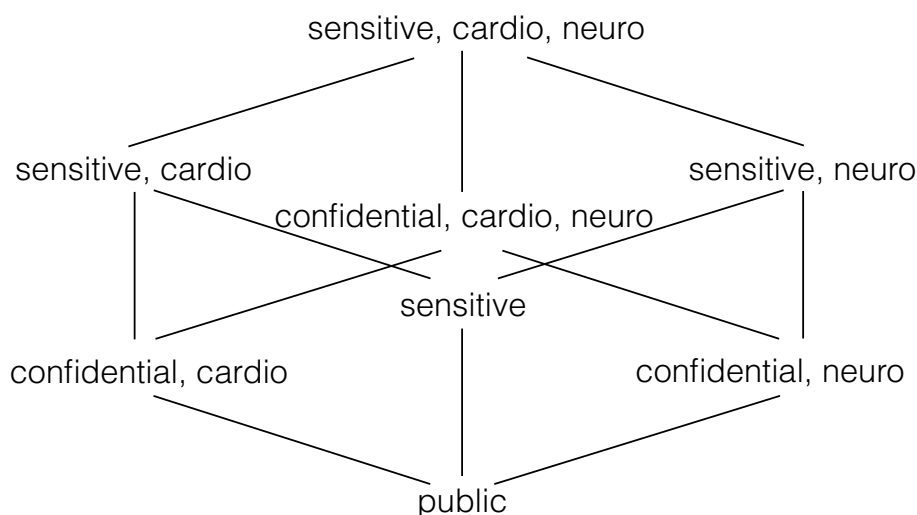 sensitive, cardio, neuro
sensitive, cardio
sensitive, neuro
confidential, cardio, neuro
sensitive
confidential, cardio
confidential, neuro
public